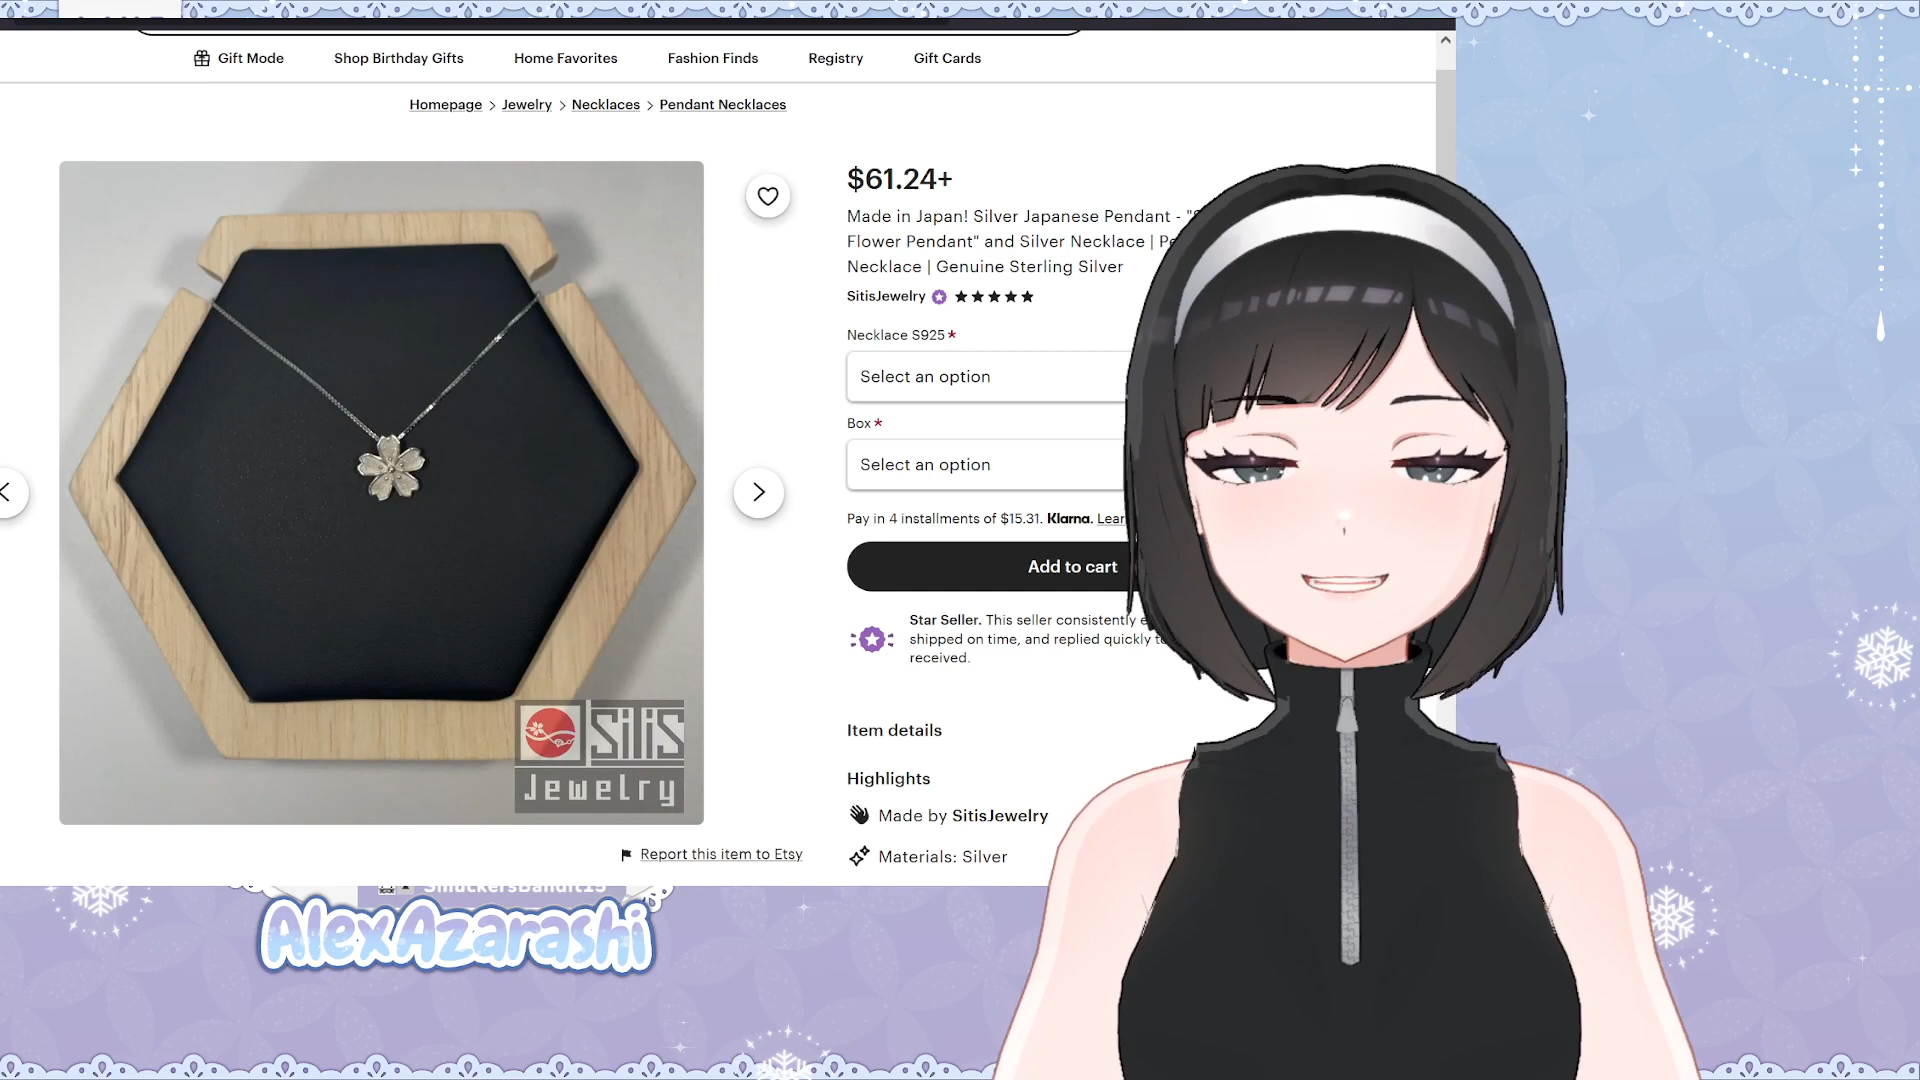 Gift Mode
Shop Birthday Gifts
Home Favorites
Fashion Finds
Registry
Gift Cards
Homepage > Jewelry > Necklaces > Pendant Necklaces
$61.24+
Made in Japan! Silver Japanese Pendant - "
Flower Pendant" and Silver Necklace |
Necklace | Genuine Sterling Silver
SitisJewelry
Necklace S925 *
Select an option
Box *
Select an option
Pay in 4 installments of $15.31. Klarna.
Add to cart
Star Seller. This seller consistently
shipped on time, and replied quickly
received.
Item details
Highlights
Made by SitisJewelry
Materials: Silver
SitiS
Jewelry
Report this item to Etsy
SmuckersBandit15
AlexAzarashi